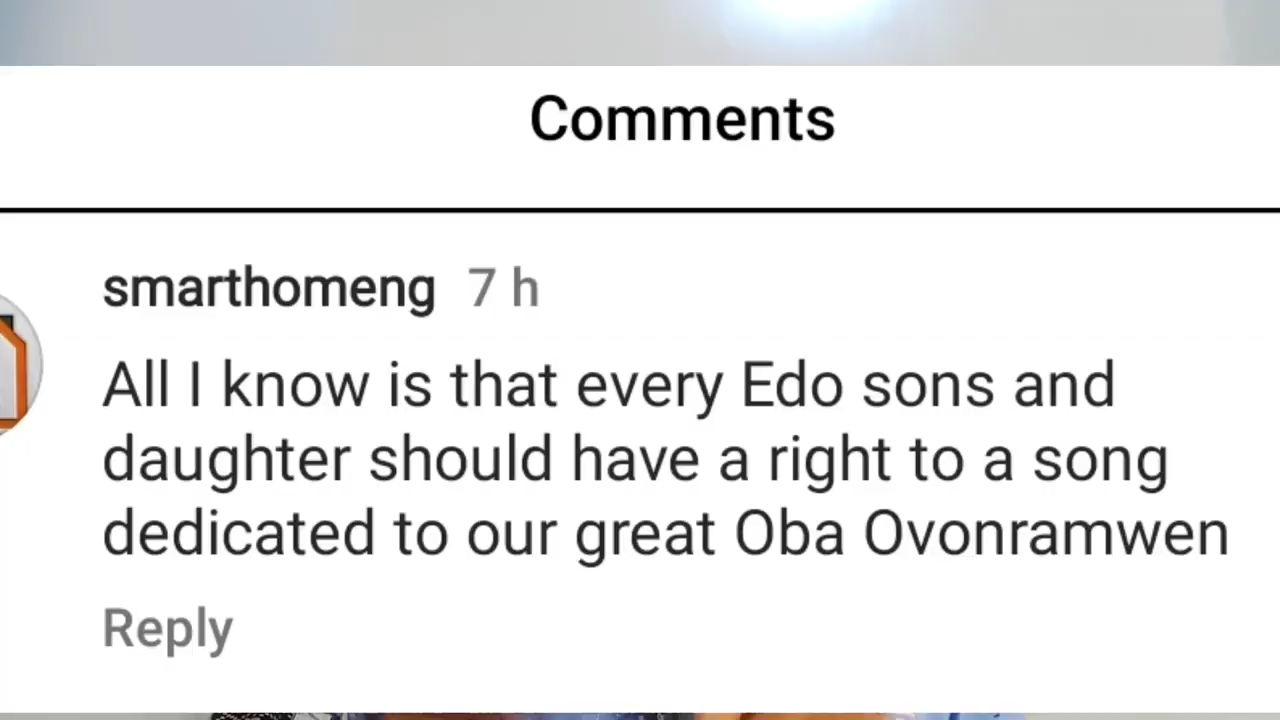 Comments
smarthomeng 7 h
All I know is that every Edo sons and
daughter should have a right to a song
dedicated to our great Oba Ovonramwen
Reply